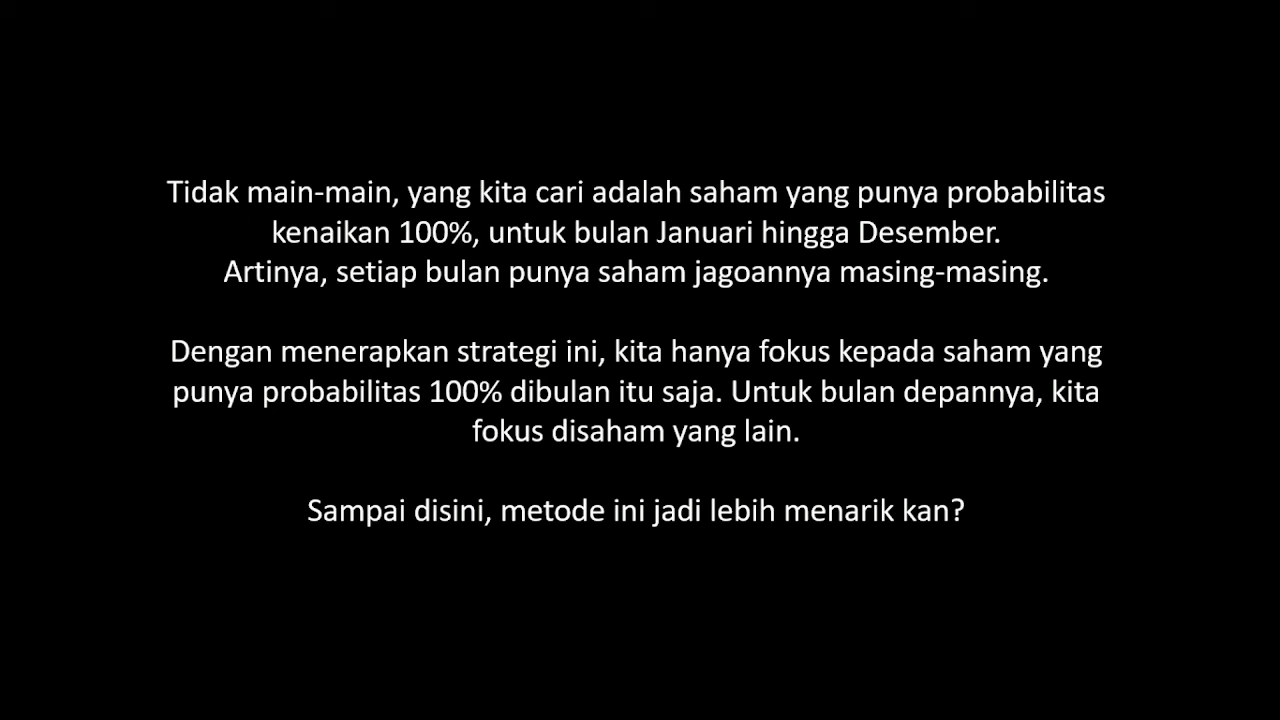 Tidak main-main, yang kita cari adalah saham yang punya probabilitas
kenaikan 100%, untuk bulan Januari hingga Desember.
Artinya, setiap bulan punya saham jagoannya masing-masing.
Dengan menerapkan strategi ini, kita hanya fokus kepada saham yang
punya probabilitas 100% dibulan itu saja. Untuk bulan depannya, kita
fokus disaham yang lain.
Sampai disini, metode ini jadi lebih menarik kan?